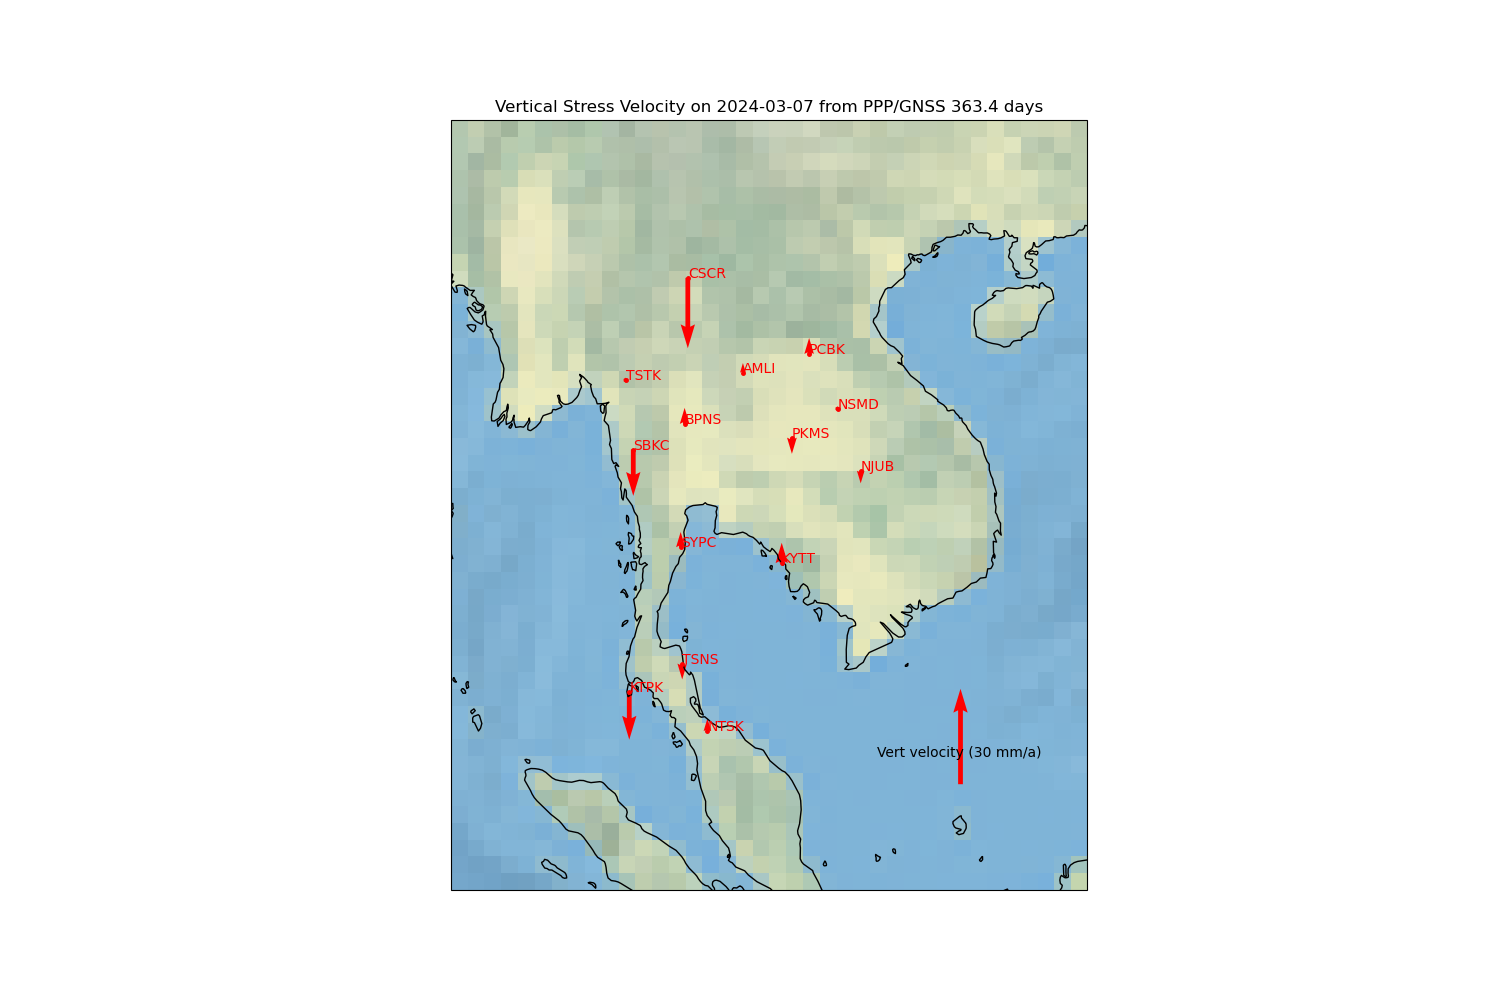 Vertical Stress Velocity on 2024-03-07 from PPP/GNSS 363.4 days
CSCR
PCBK
AMLI
TSTK
NSMD
BPNS
PKMS
SBKC
NJUB
SYPC
KYTT
TSNS
NTSK
Vert velocity (30 mm/a)